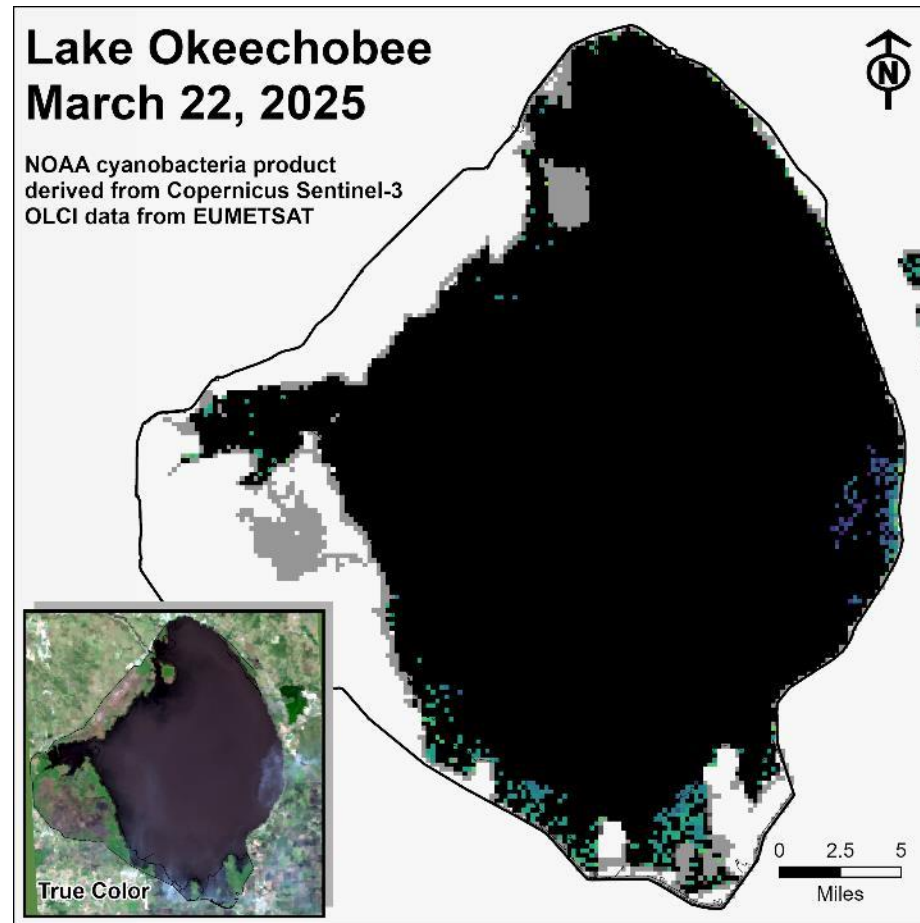 Lake Okeechobee
March 22, 2025
NOAA cyanobacteria product
derived from Copernicus Sentinel-3
OLCI data from EUMETSAT
N
True Color
0 2.5 5
Miles